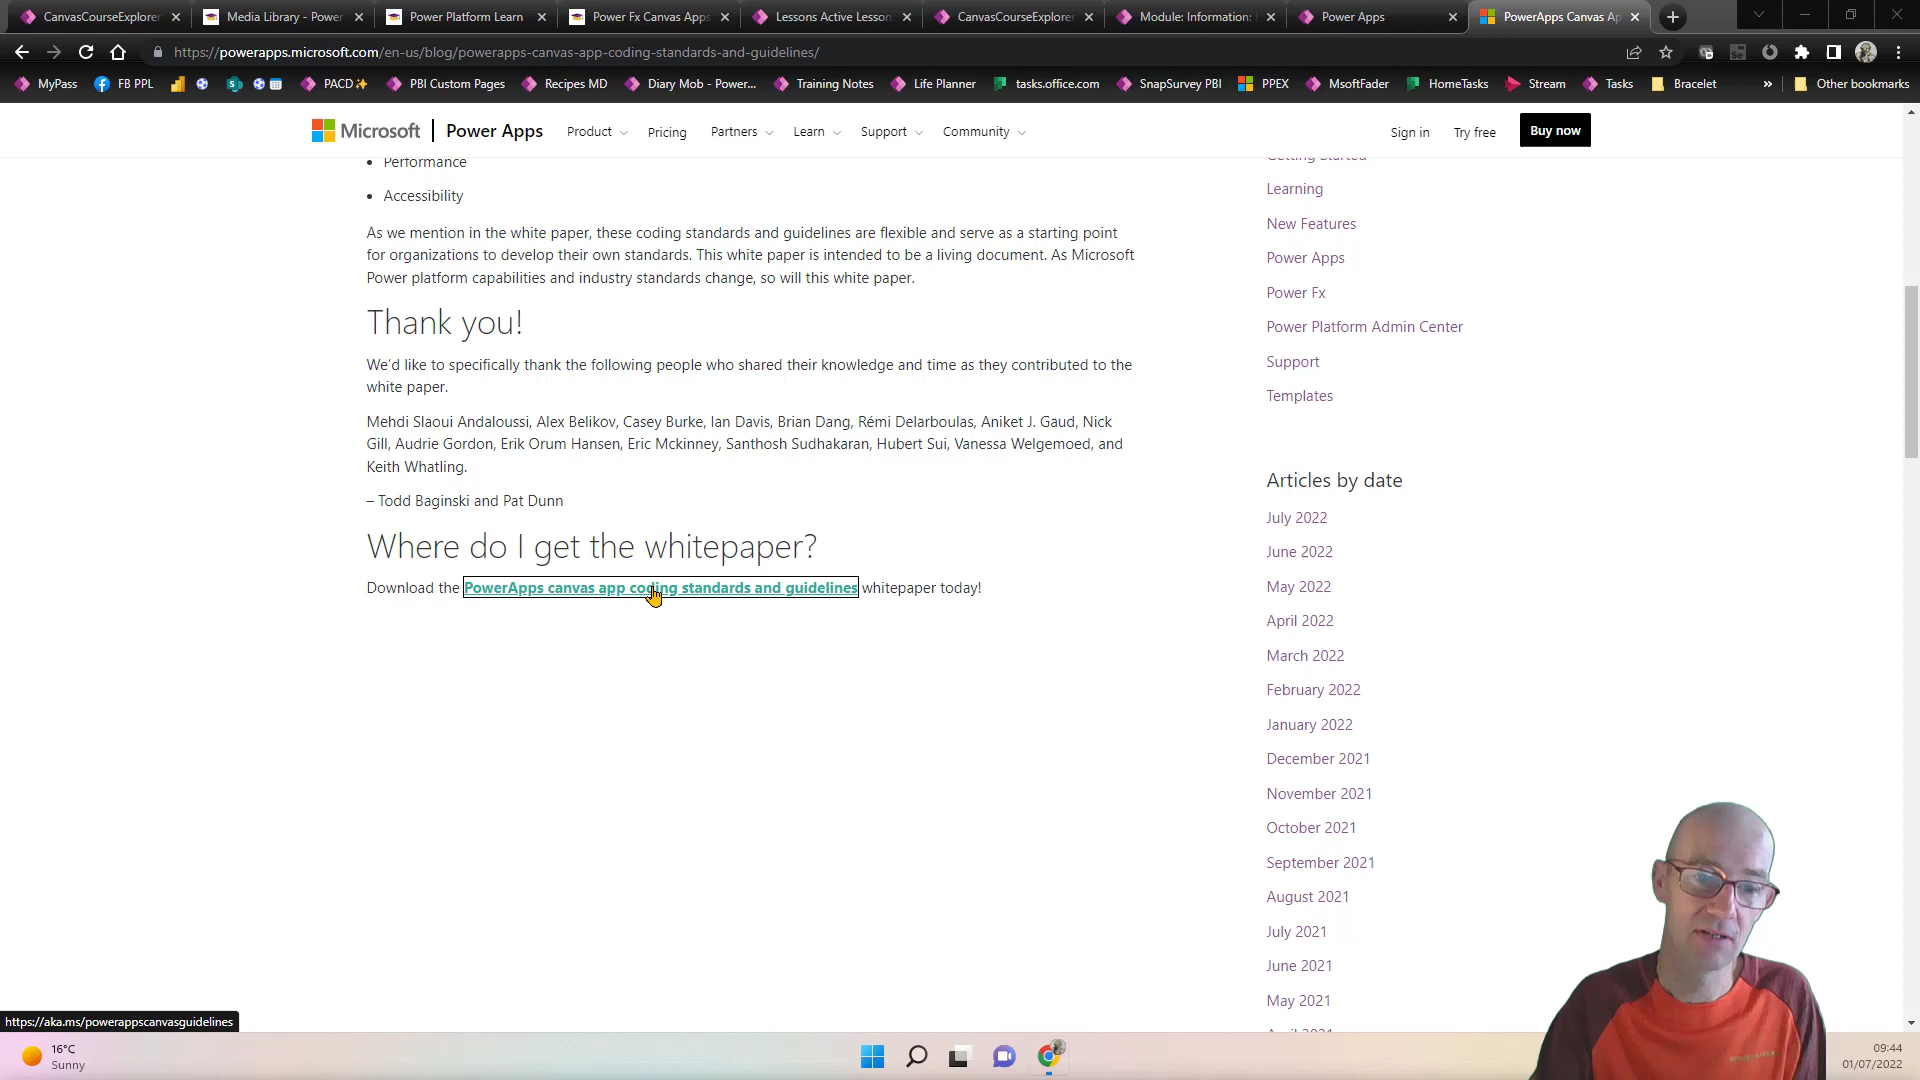 CanvasCourseExplorer
Media Library - Power
Power Platform Learn
Power Fx Canvas Apps
Lessons Active Lesson
CanvasCourseExplorer
Module: Information:
Power Apps
PowerApps Canvas Ap
https://powerapps.microsoft.com/en-us/blog/powerapps-canvas-app-coding-standards-and-guidelines/
MyPass
FB PPL
PACD✨
PBI Custom Pages
Recipes MD
Diary Mob - Power...
Training Notes
Life Planner
tasks.office.com
SnapSurvey PBI
PPEX
MsoftFader
HomeTasks
Stream
Tasks
Bracelet
»
Other bookmarks
Microsoft
Power Apps
Product
Pricing
Partners
Learn
Support
Community
Sign in
Try free
Buy now
• Performance
• Accessibility
As we mention in the white paper, these coding standards and guidelines are flexible and serve as a starting point
for organizations to develop their own standards. This white paper is intended to be a living document. As Microsoft
Power platform capabilities and industry standards change, so will this white paper.
Thank you!
We'd like to specifically thank the following people who shared their knowledge and time as they contributed to the
white paper.
Mehdi Slaoui Andaloussi, Alex Belikov, Casey Burke, Ian Davis, Brian Dang, Rémi Delarboulas, Aniket J. Gaud, Nick
Gill, Audrie Gordon, Erik Orum Hansen, Eric Mckinney, Santhosh Sudhakaran, Hubert Sui, Vanessa Welgemoed, and
Keith Whatling.
– Todd Baginski and Pat Dunn
Where do I get the whitepaper?
Download the PowerApps canvas app coding standards and guidelines whitepaper today!
Getting Started
Learning
New Features
Power Apps
Power Fx
Power Platform Admin Center
Support
Templates
Articles by date
July 2022
June 2022
May 2022
April 2022
March 2022
February 2022
January 2022
December 2021
November 2021
October 2021
September 2021
August 2021
July 2021
June 2021
May 2021
April 2021
https://aka.ms/powerappscanvasguidelines
16°C
Sunny
09:44
01/07/2022